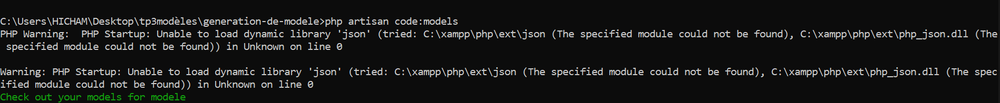 C:\Users\HICHAM\Desktop\tp3modèles\generation-de-modele>php artisan code:models
PHP Warning:  PHP Startup: Unable to load dynamic library 'json' (tried: C:\xampp\php\ext\json (The specified module could not be found), C:\xampp\php\ext\php_json.dll (The
 specified module could not be found)) in Unknown on line 0
Warning: PHP Startup: Unable to load dynamic library 'json' (tried: C:\xampp\php\ext\json (The specified module could not be found), C:\xampp\php\ext\php_json.dll (The spec
ified module could not be found)) in Unknown on line 0
Check out your models for modele